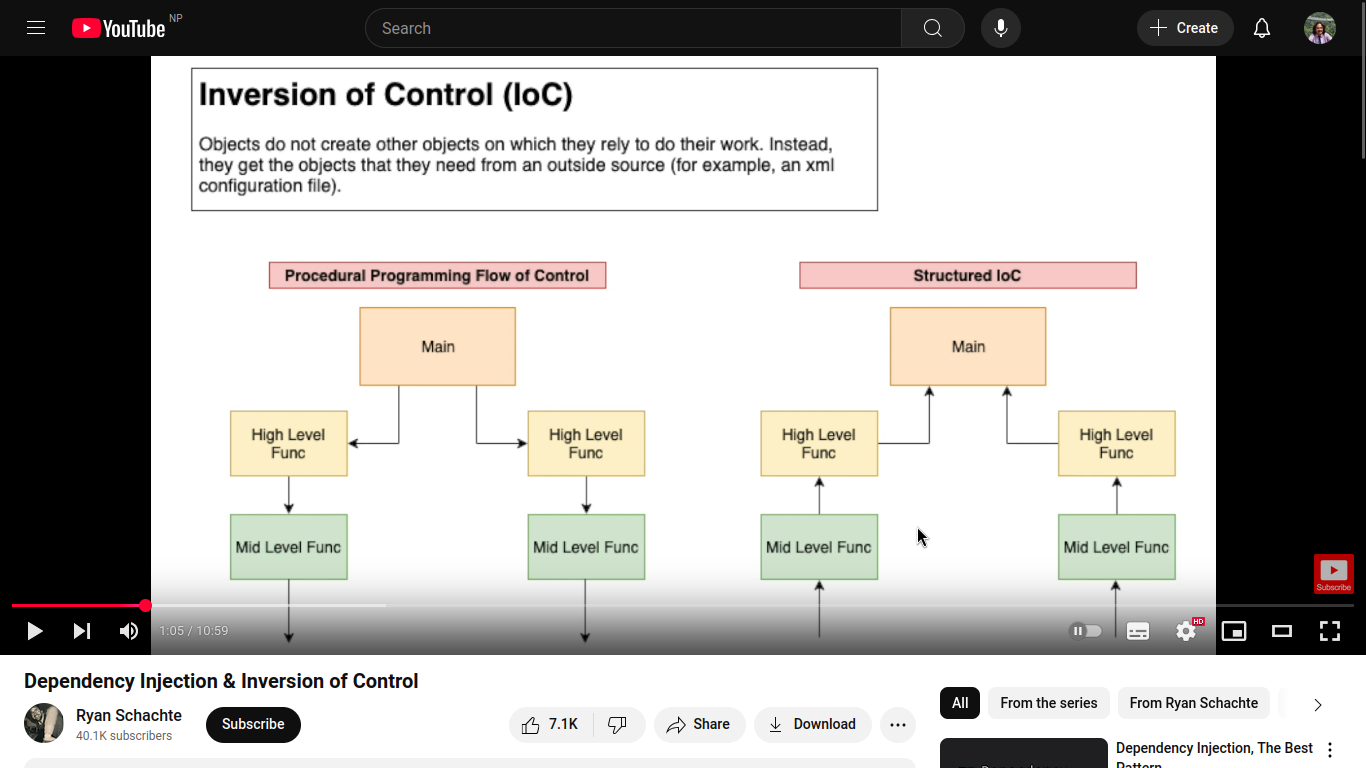 YouTube NP
Search
Create
Inversion of Control (IoC)
Objects do not create other objects on which they rely to do their work. Instead,
they get the objects that they need from an outside source (for example, an xml
configuration file).
Procedural Programming Flow of Control
Structured IoC
Main
Main
High Level
Func
High Level
Func
High Level
Func
High Level
Func
Mid Level Func
Mid Level Func
Mid Level Func
Mid Level Func
Subscribe
1:05 / 10:59
HD
Dependency Injection & Inversion of Control
Ryan Schachte
40.1K subscribers
Subscribe
7.1K
Share
Download
All
From the series
From Ryan Schachte
Dependency Injection, The Best
Pattern